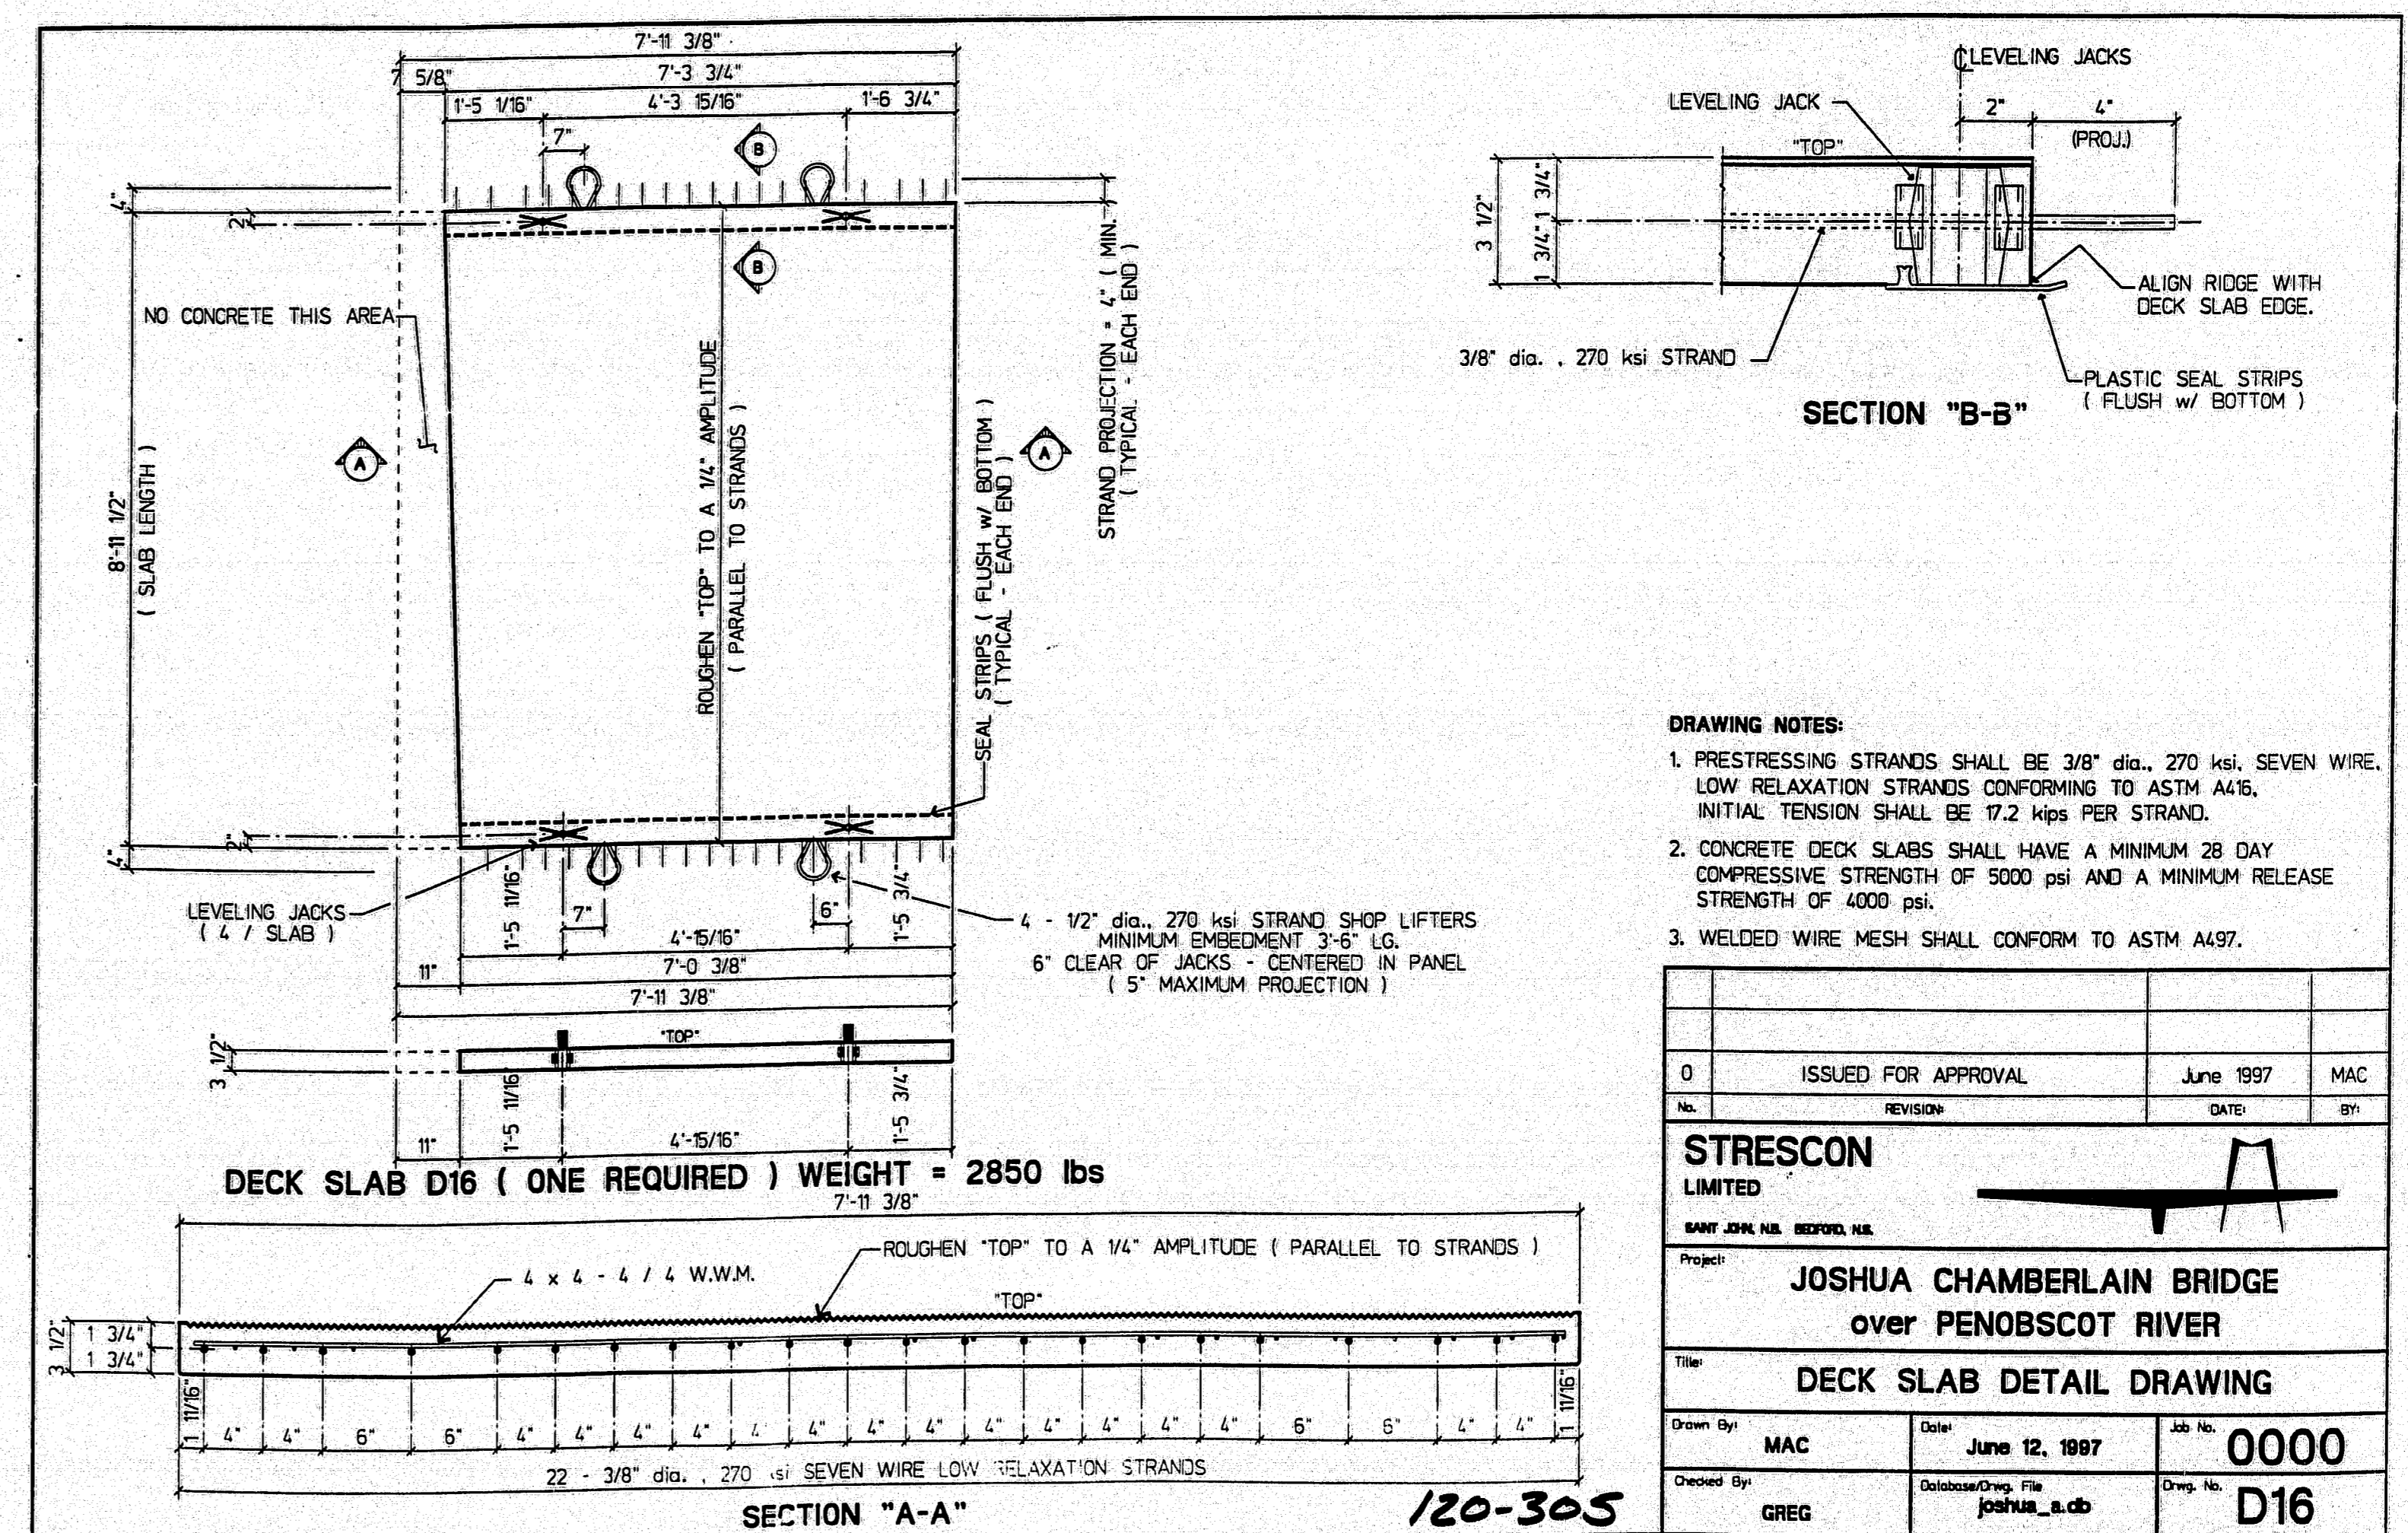 7'-11 3/8"
7 5/8"
7'-3 3/4"
1'-5 1/16"
4'-3 15/16"
1'-6 3/4"
7"
B
4"
2"
B
NO CONCRETE THIS AREA
A
8'-11 1/2"
( SLAB LENGTH )
ROUGHEN "TOP" TO A 1/4" AMPLITUDE
( PARALLEL TO STRANDS )
SEAL STRIPS ( FLUSH w/ BOTTOM )
( TYPICAL - EACH END )
A
STRAND PROJECTION = 4" ( MIN.
( TYPICAL - EACH END )
2"
4"
LEVELING JACKS
( 4 / SLAB )
1'-5 11/16"
7"
6"
1'-5 3/4"
4'-15/16"
11"
7'-0 3/8"
7'-11 3/8"
4 - 1/2" dia., 270 ksi STRAND SHOP LIFTERS
MINIMUM EMBEDMENT 3'-6" LG.
6" CLEAR OF JACKS - CENTERED IN PANEL
( 5" MAXIMUM PROJECTION )
"TOP"
3 1/2"
1'-5 11/16"
1'-5 3/4"
11"
4'-15/16"
DECK SLAB D16 ( ONE REQUIRED ) WEIGHT = 2850 lbs
7'-11 3/8"
ROUGHEN "TOP" TO A 1/4" AMPLITUDE ( PARALLEL TO STRANDS )
4 x 4 - 4 / 4 W.W.M.
"TOP"
3 1/2"
1 3/4"
1 3/4"
1 11/16"
4" 4" 6" 6" 4" 4" 4" 4" 4" 4" 4" 4" 4" 4" 4" 4" 4" 6" 6" 4" 4"
1 11/16"
22 - 3/8" dia. , 270 ksi SEVEN WIRE LOW RELAXATION STRANDS
SECTION "A-A"
120-305
℄ LEVELING JACKS
LEVELING JACK
2"
4"
(PROJ.)
"TOP"
3 1/2"
1 3/4"
1 3/4"
3/8" dia. , 270 ksi STRAND
ALIGN RIDGE WITH
DECK SLAB EDGE.
PLASTIC SEAL STRIPS
( FLUSH w/ BOTTOM )
SECTION "B-B"
DRAWING NOTES:
1. PRESTRESSING STRANDS SHALL BE 3/8" dia., 270 ksi, SEVEN WIRE,
LOW RELAXATION STRANDS CONFORMING TO ASTM A416.
INITIAL TENSION SHALL BE 17.2 kips PER STRAND.
2. CONCRETE DECK SLABS SHALL HAVE A MINIMUM 28 DAY
COMPRESSIVE STRENGTH OF 5000 psi AND A MINIMUM RELEASE
STRENGTH OF 4000 psi.
3. WELDED WIRE MESH SHALL CONFORM TO ASTM A497.
0 ISSUED FOR APPROVAL June 1997 MAC
No. REVISION: DATE: BY:
STRESCON
LIMITED
SAINT JOHN, N.B. BEDFORD, N.S.
Project:
JOSHUA CHAMBERLAIN BRIDGE
over PENOBSCOT RIVER
Title:
DECK SLAB DETAIL DRAWING
Drawn By:
MAC
Date:
June 12, 1997
Job No.
0000
Checked By:
GREG
Database/Drwg. File
joshua_a.db
Drwg. No.
D16